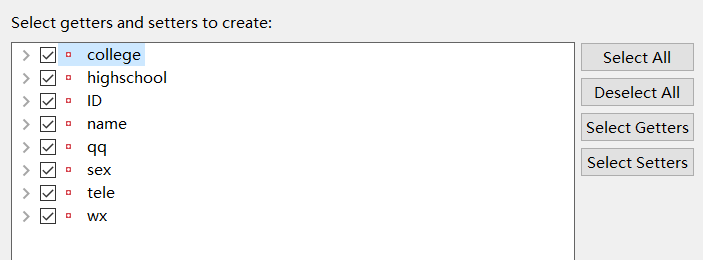 Select getters and setters to create:
college
highschool
ID
name
qq
sex
tele
wx
Select All
Deselect All
Select Getters
Select Setters